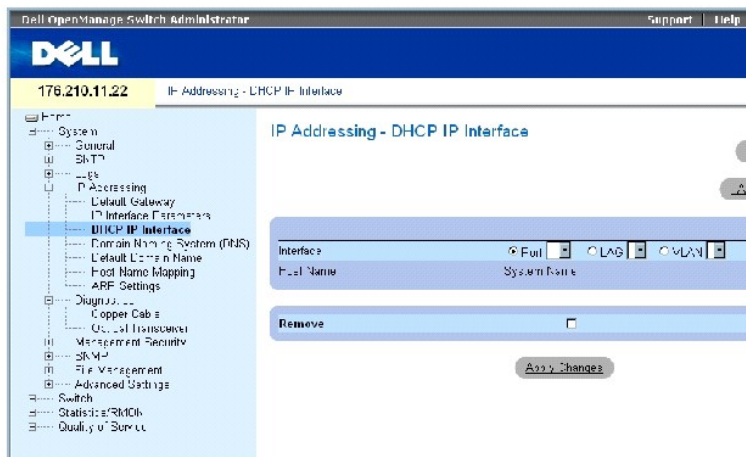 Dell OpenManage Switch Administrator Support Help
DELL
176.210.11.22 IP Addressing - DHCP IP Interface
Home
System
General
SNTP
Logs
IP Addressing
Default Gateway
IP Interface Parameters
DHCP IP Interface
Domain Naming System (DNS)
Default Domain Name
Host Name Mapping
ARP Settings
Diagnostics
Copper Cable
Optical Transceiver
Management Security
SNMP
File Management
Advanced Settings
Switch
Statistics/RMON
Quality of Service
IP Addressing - DHCP IP Interface
Interface Port LAG VLAN
Host Name System Name
Remove
Apply Changes